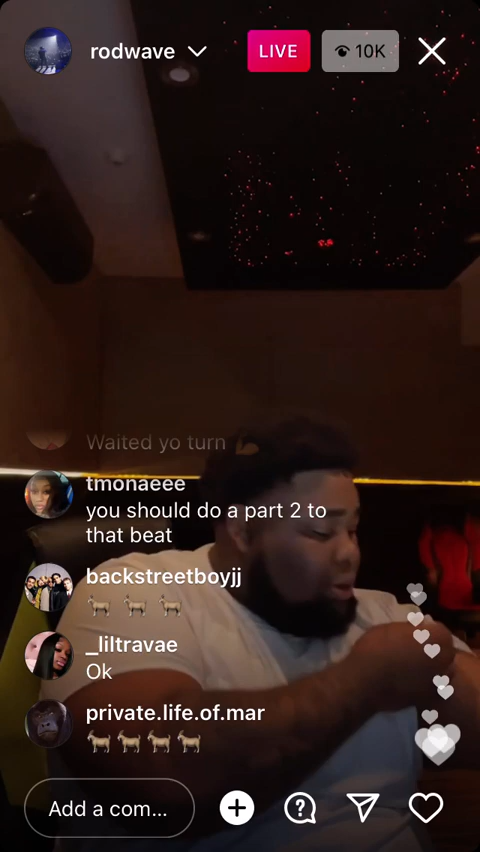 rodwave
LIVE
10K
Waited yo turn
tmonaeee
you should do a part 2 to
that beat
backstreetboyjj
🐐 🐐 🐐
_liltravae
Ok
private.life.of.mar
🐐🐐🐐🐐
Add a com...